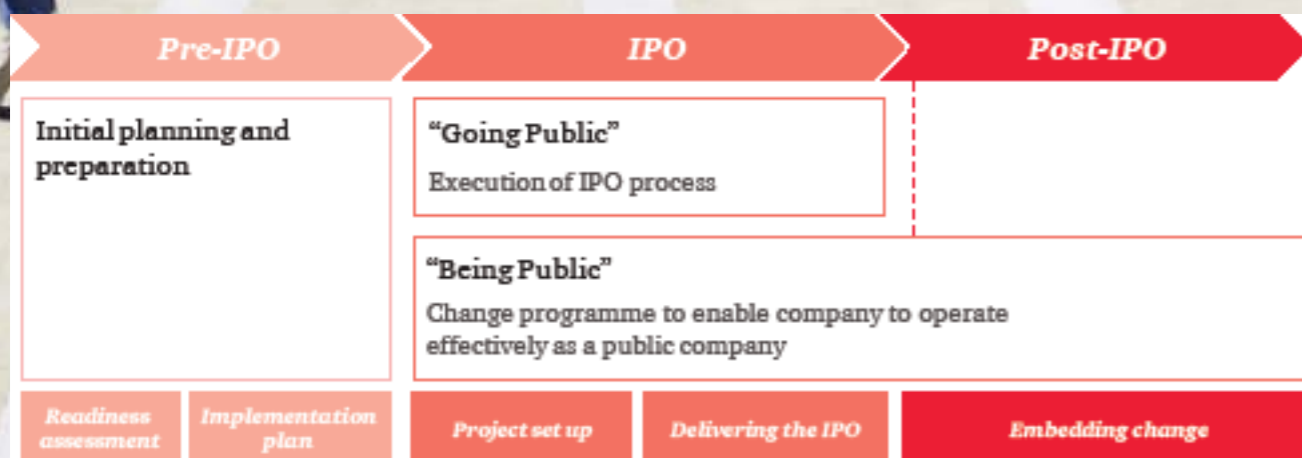 Pre-IPO
IPO
Post-IPO
Initial planning and
preparation
“Going Public”
Execution of IPO process
“Being Public”
Change programme to enable company to operate
effectively as a public company
Readiness
assessment
Implementation
plan
Project set up
Delivering the IPO
Embedding change